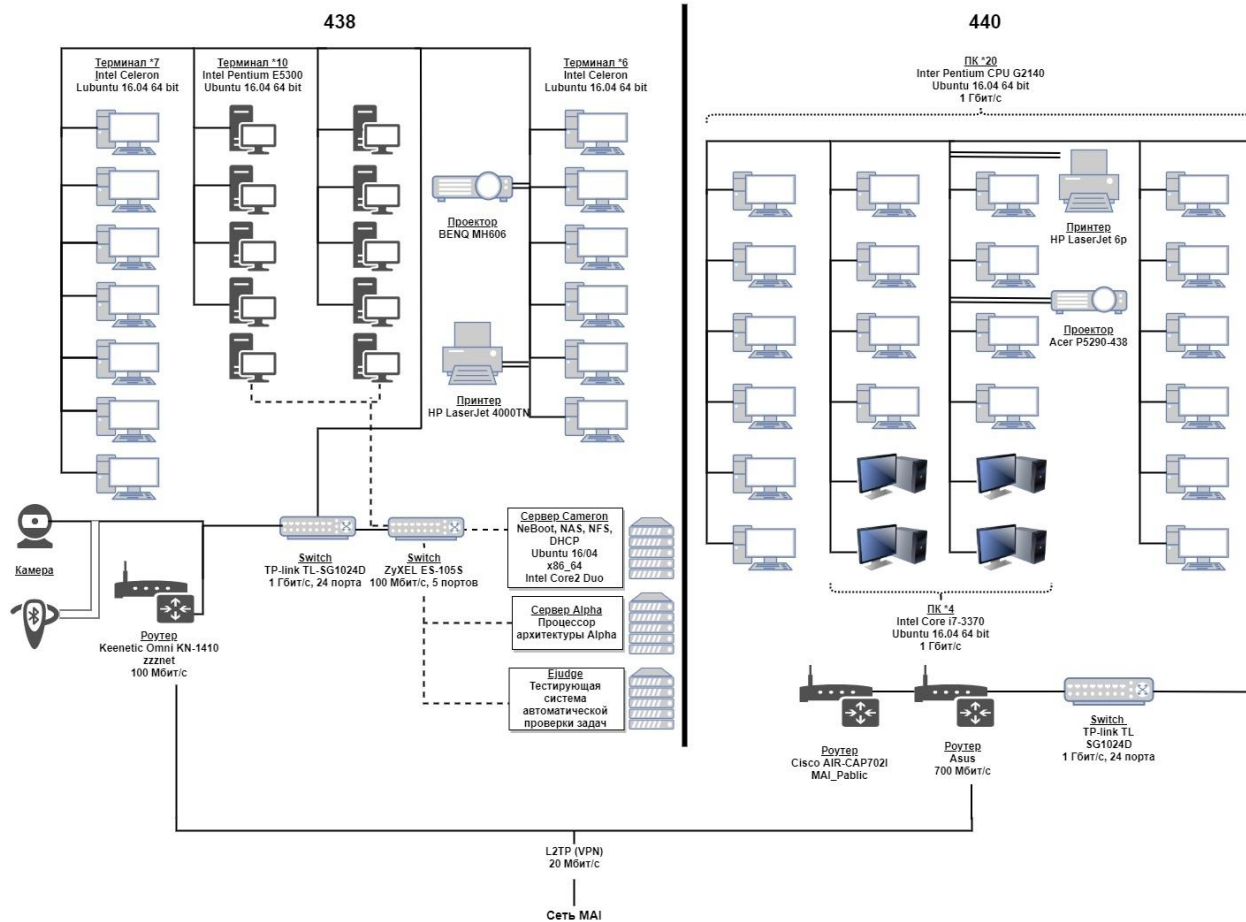 438
440
Терминал *7
Intel Celeron
Lubuntu 16.04 64 bit
Терминал *10
Intel Pentium E5300
Ubuntu 16.04 64 bit
Терминал *6
Intel Celeron
Lubuntu 16.04 64 bit
ПК *20
Inter Pentium CPU G2140
Ubuntu 16.04 64 bit
1 Гбит/с
Проектор
BENQ MH606
Принтер
HP LaserJet 4000TN
Принтер
HP LaserJet 6p
Проектор
Acer P5290-438
Камера
Роутер
Keenetic Omni KN-1410
zzznet
100 Мбит/с
Switch
TP-link TL-SG1024D
1 Гбит/с, 24 порта
Switch
ZyXEL ES-105S
100 Мбит/с, 5 портов
Сервер Cameron
NeBoot, NAS, NFS,
DHCP
Ubuntu 16/04
x86_64
Intel Core2 Duo
Сервер Alpha
Процессор
архитектуры Alpha
Ejudge
Тестирующая
система
автоматической
проверки задач
ПК *4
Intel Core i7-3370
Ubuntu 16.04 64 bit
1 Гбит/с
Роутер
Cisco AIR-CAP702I
MAI_Pablic
Роутер
Asus
700 Мбит/с
Switch
TP-link TL
SG1024D
1 Гбит/с, 24 порта
L2TP (VPN)
20 Мбит/с
Сеть MAI